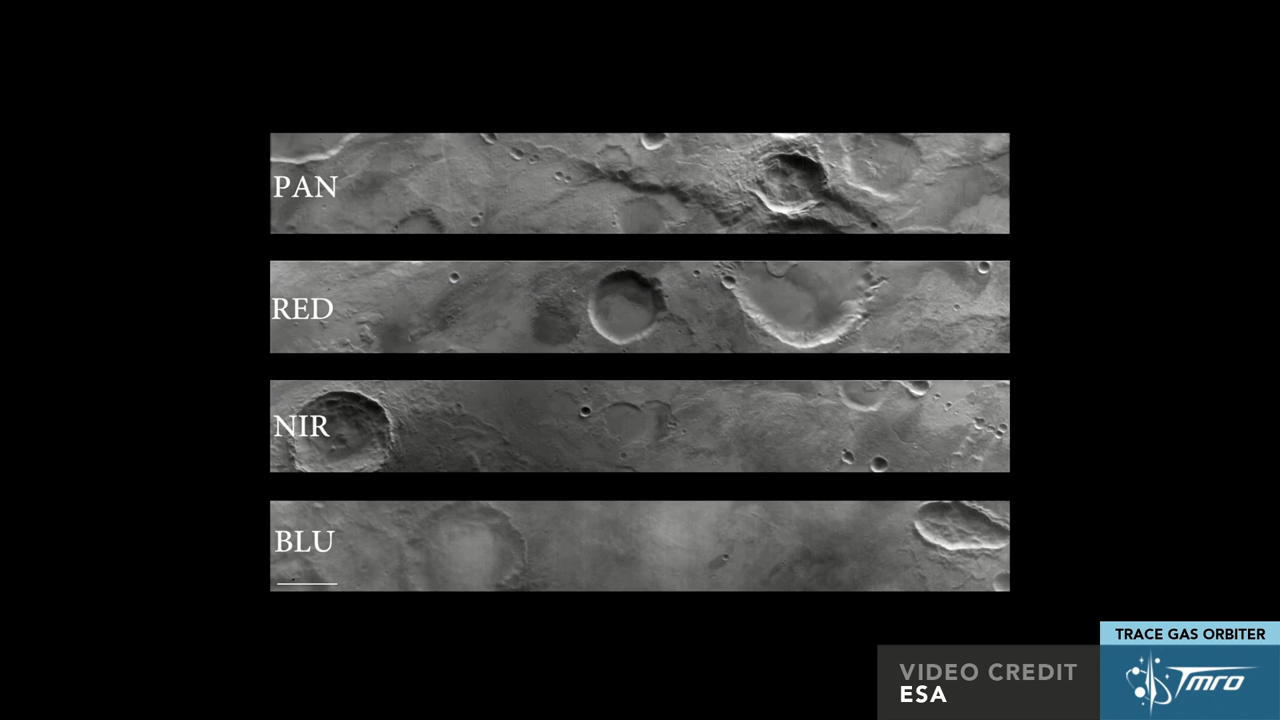 PAN
RED
NIR
BLU
TRACE GAS ORBITER
VIDEO CREDIT
ESA
Tmro